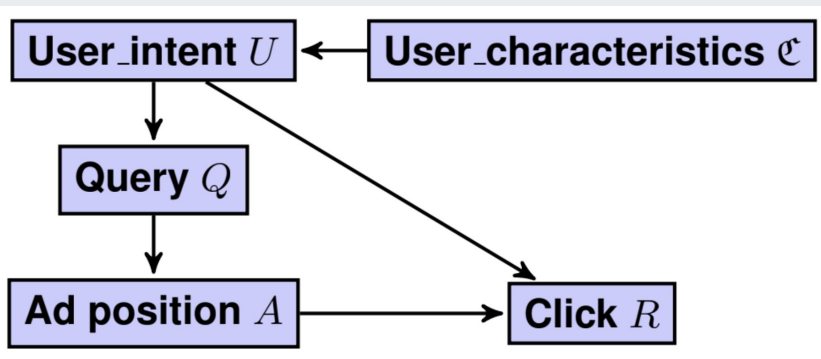 User_intent U
User_characteristics ℭ
Query Q
Ad position A
Click R